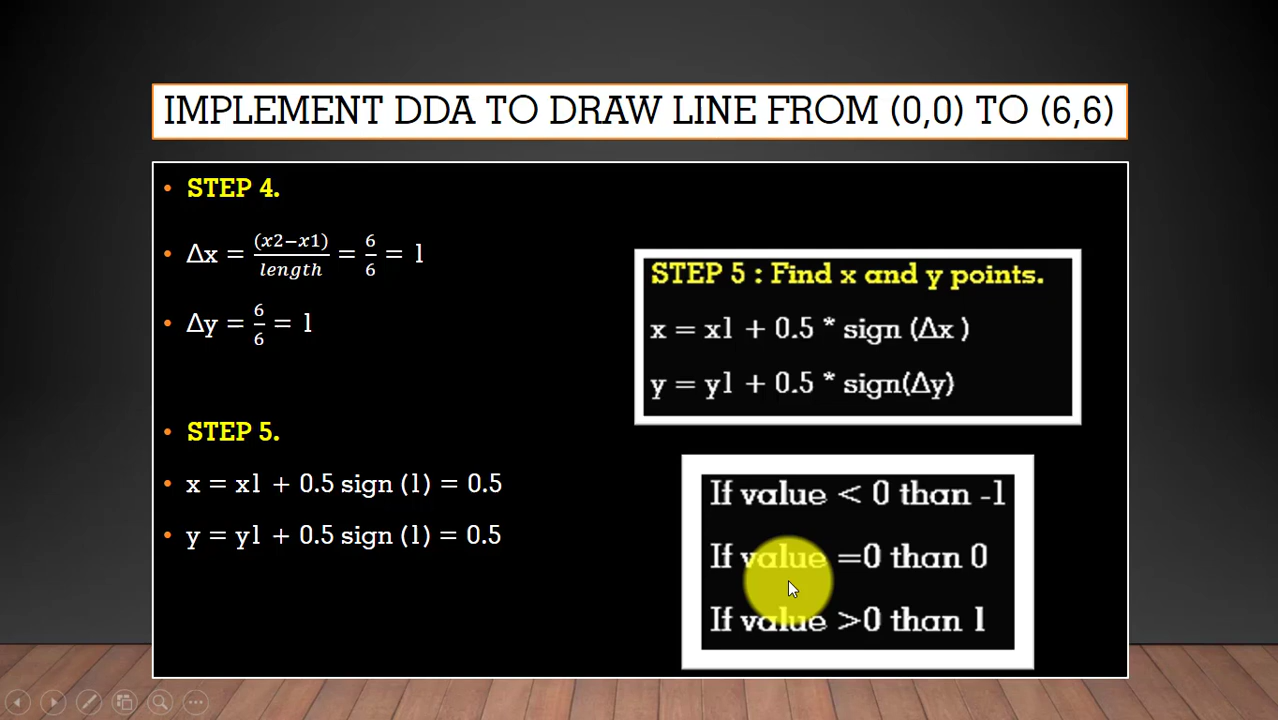 IMPLEMENT DDA TO DRAW LINE FROM (0,0) TO (6,6)
• STEP 4.
• Δx = (x2−x1)/length = 6/6 = 1
• Δy = 6/6 = 1
• STEP 5.
• x = x1 + 0.5 sign (1) = 0.5
• y = y1 + 0.5 sign (1) = 0.5
STEP 5 : Find x and y points.
x = x1 + 0.5 * sign (Δx )
y = y1 + 0.5 * sign(Δy)
If value < 0 than -1
If value =0 than 0
If value >0 than 1